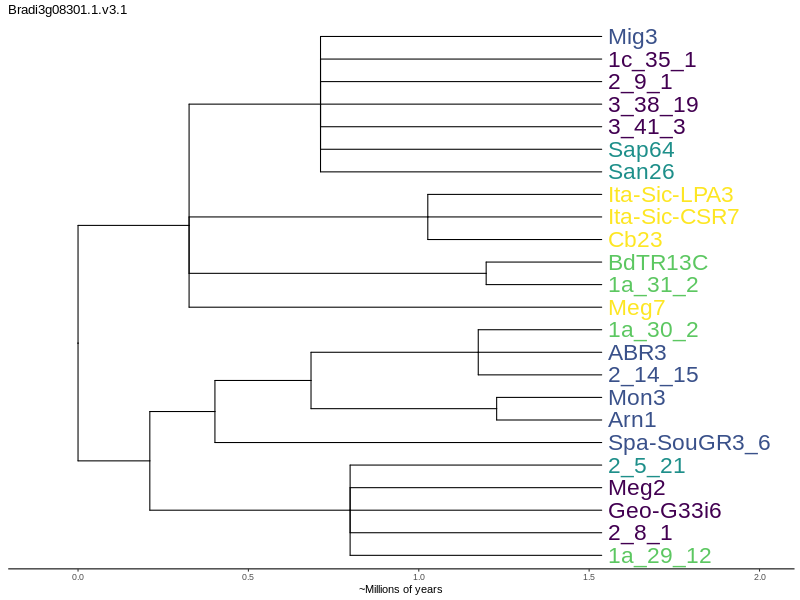 Bradi3g08301.1.v3.1
Mig3
1c_35_1
2_9_1
3_38_19
3_41_3
Sap64
San26
Ita-Sic-LPA3
Ita-Sic-CSR7
Cb23
BdTR13C
1a_31_2
Meg7
1a_30_2
ABR3
2_14_15
Mon3
Arn1
Spa-SouGR3_6
2_5_21
Meg2
Geo-G33i6
2_8_1
1a_29_12
0.0 0.5 1.0 1.5 2.0
~Millions of years